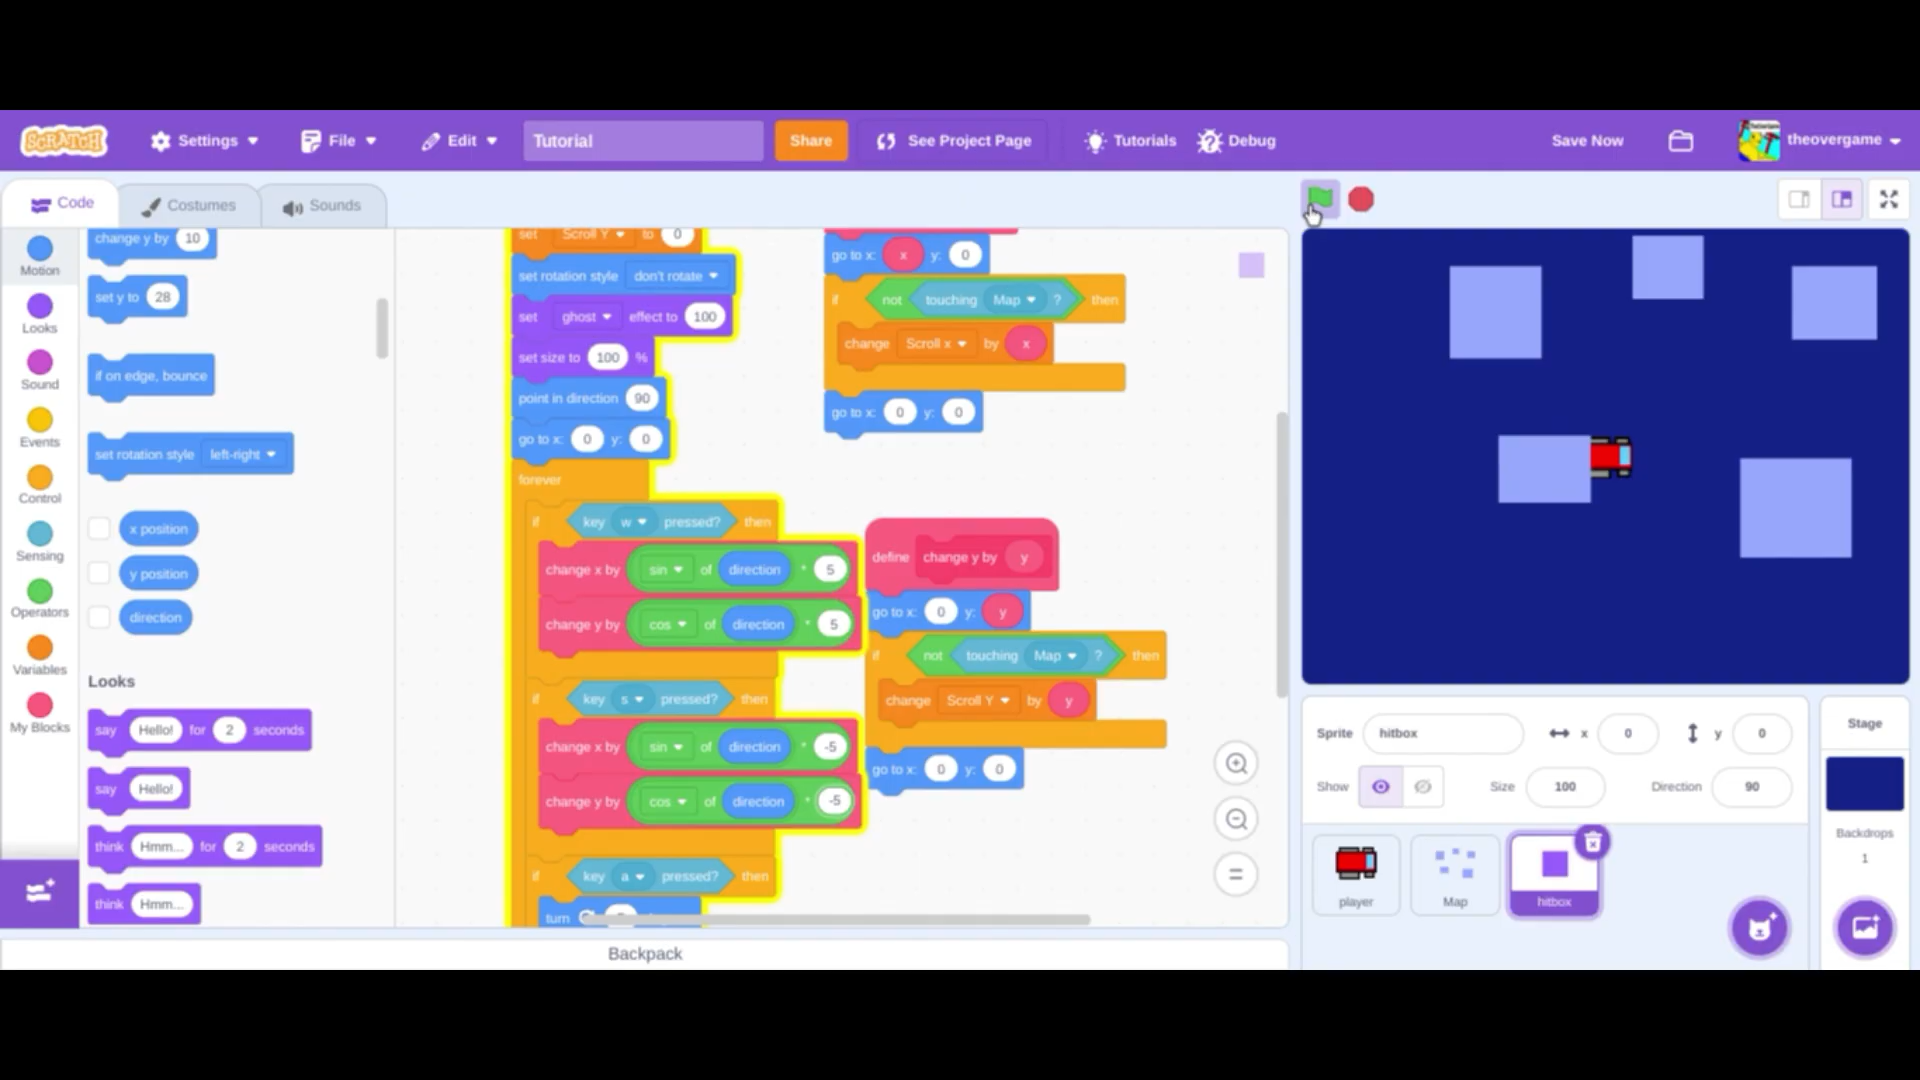 SCRATCH Settings File Edit Tutorial Share See Project Page Tutorials Debug Save Now theovergame
Code Costumes Sounds
Motion
Looks
Sound
Events
Control
Sensing
Operators
Variables
My Blocks
change y by 10
set y to 28
if on edge, bounce
set rotation style left-right
x position
y position
direction
Looks
say Hello! for 2 seconds
say Hello!
think Hmm... for 2 seconds
think Hmm...
set Scroll Y to 0
set rotation style don't rotate
set ghost effect to 100
set size to 100 %
point in direction 90
go to x: 0 y: 0
forever
if key w pressed? then
change x by sin of direction * 5
change y by cos of direction * 5
if key s pressed? then
change x by sin of direction * -5
change y by cos of direction * -5
if key a pressed? then
turn
go to x: x y: 0
if not touching Map ? then
change Scroll x by x
go to x: 0 y: 0
define change y by y
go to x: 0 y: y
if not touching Map ? then
change Scroll Y by y
go to x: 0 y: 0
Backpack
Sprite hitbox x 0 y 0
Show Size 100 Direction 90
player
Map
hitbox
Stage
Backdrops
1